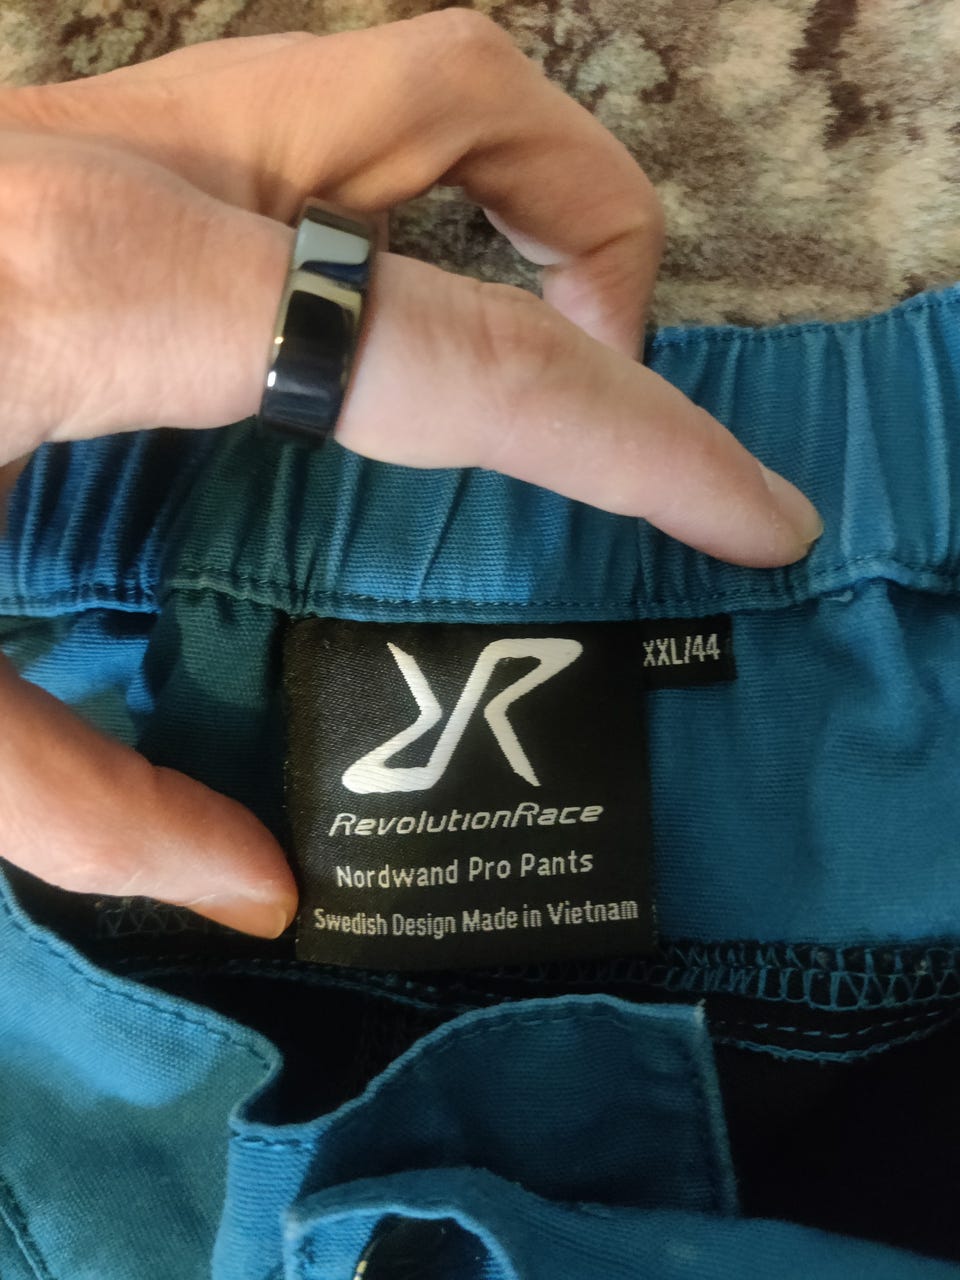 XXL/44
RevolutionRace
Nordwand Pro Pants
Swedish Design Made in Vietnam